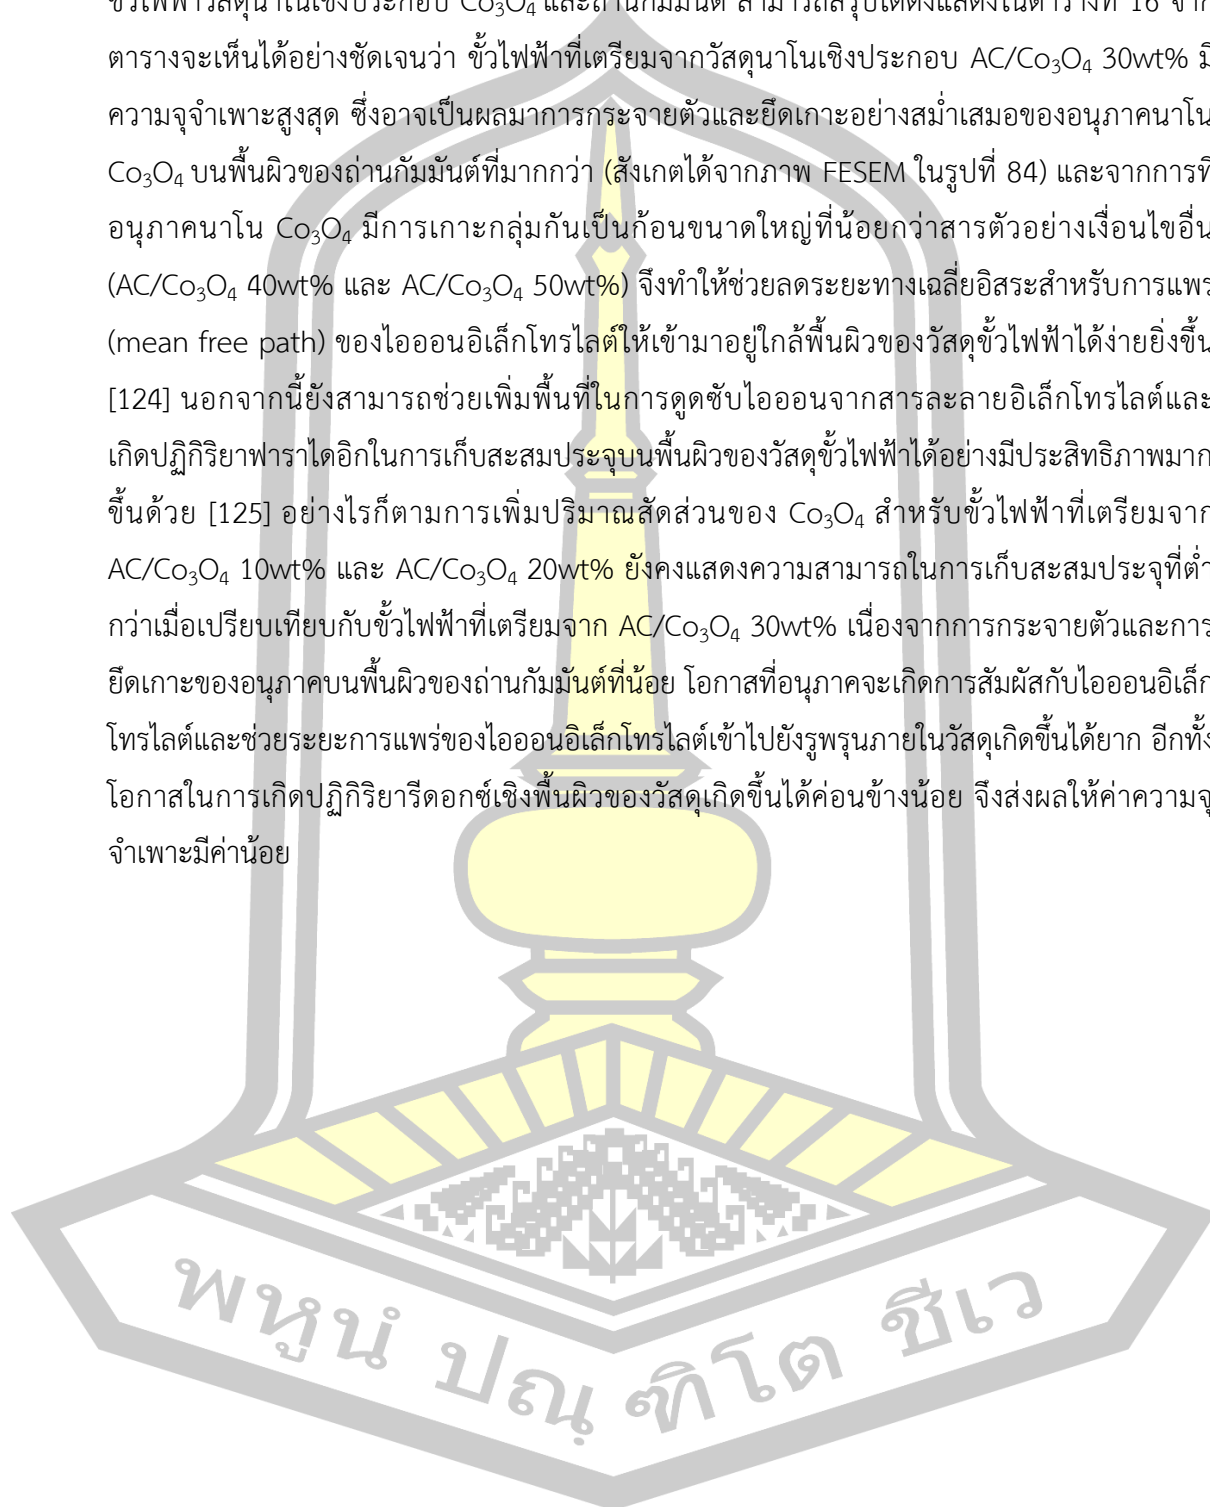 ขั้วไฟฟ้าวัสดุนาโนเชิงประกอบ Co₃O₄ และถ่านกัมมันต์ สามารถสรุปได้ดังแสดงในตารางที่ 16 จาก
ตารางจะเห็นได้อย่างชัดเจนว่า ขั้วไฟฟ้าที่เตรียมจากวัสดุนาโนเชิงประกอบ AC/Co₃O₄ 30wt% มี
ความจุจำเพาะสูงสุด ซึ่งอาจเป็นผลมาการกระจายตัวและยึดเกาะอย่างสม่ำเสมอของอนุภาคนาโน
Co₃O₄ บนพื้นผิวของถ่านกัมมันต์ที่มากกว่า (สังเกตได้จากภาพ FESEM ในรูปที่ 84) และจากการที่
อนุภาคนาโน Co₃O₄ มีการเกาะกลุ่มกันเป็นก้อนขนาดใหญ่ที่น้อยกว่าสารตัวอย่างเงื่อนไขอื่น
(AC/Co₃O₄ 40wt% และ AC/Co₃O₄ 50wt%) จึงทำให้ช่วยลดระยะทางเฉลี่ยอิสระสำหรับการแพร่
(mean free path) ของไอออนอิเล็กโทรไลต์ให้เข้ามาอยู่ใกล้พื้นผิวของวัสดุขั้วไฟฟ้าได้ง่ายยิ่งขึ้น
[124] นอกจากนี้ยังสามารถช่วยเพิ่มพื้นที่ในการดูดซับไอออนจากสารละลายอิเล็กโทรไลต์และ
เกิดปฏิกิริยาฟาราไดอิกในการเก็บสะสมประจุบนพื้นผิวของวัสดุขั้วไฟฟ้าได้อย่างมีประสิทธิภาพมาก
ขึ้นด้วย [125] อย่างไรก็ตามการเพิ่มปริมาณสัดส่วนของ Co₃O₄ สำหรับขั้วไฟฟ้าที่เตรียมจาก
AC/Co₃O₄ 10wt% และ AC/Co₃O₄ 20wt% ยังคงแสดงความสามารถในการเก็บสะสมประจุที่ต่ำ
กว่าเมื่อเปรียบเทียบกับขั้วไฟฟ้าที่เตรียมจาก AC/Co₃O₄ 30wt% เนื่องจากการกระจายตัวและการ
ยึดเกาะของอนุภาคบนพื้นผิวของถ่านกัมมันต์ที่น้อย โอกาสที่อนุภาคจะเกิดการสัมผัสกับไอออนอิเล็ก
โทรไลต์และช่วยระยะการแพร่ของไอออนอิเล็กโทรไลต์เข้าไปยังรูพรุนภายในวัสดุเกิดขึ้นได้ยาก อีกทั้ง
โอกาสในการเกิดปฏิกิริยารีดอกซ์เชิงพื้นผิวของวัสดุเกิดขึ้นได้ค่อนข้างน้อย จึงส่งผลให้ค่าความจุ
จำเพาะมีค่าน้อย
พหูนํ ปณฺฑิโต ชีเว